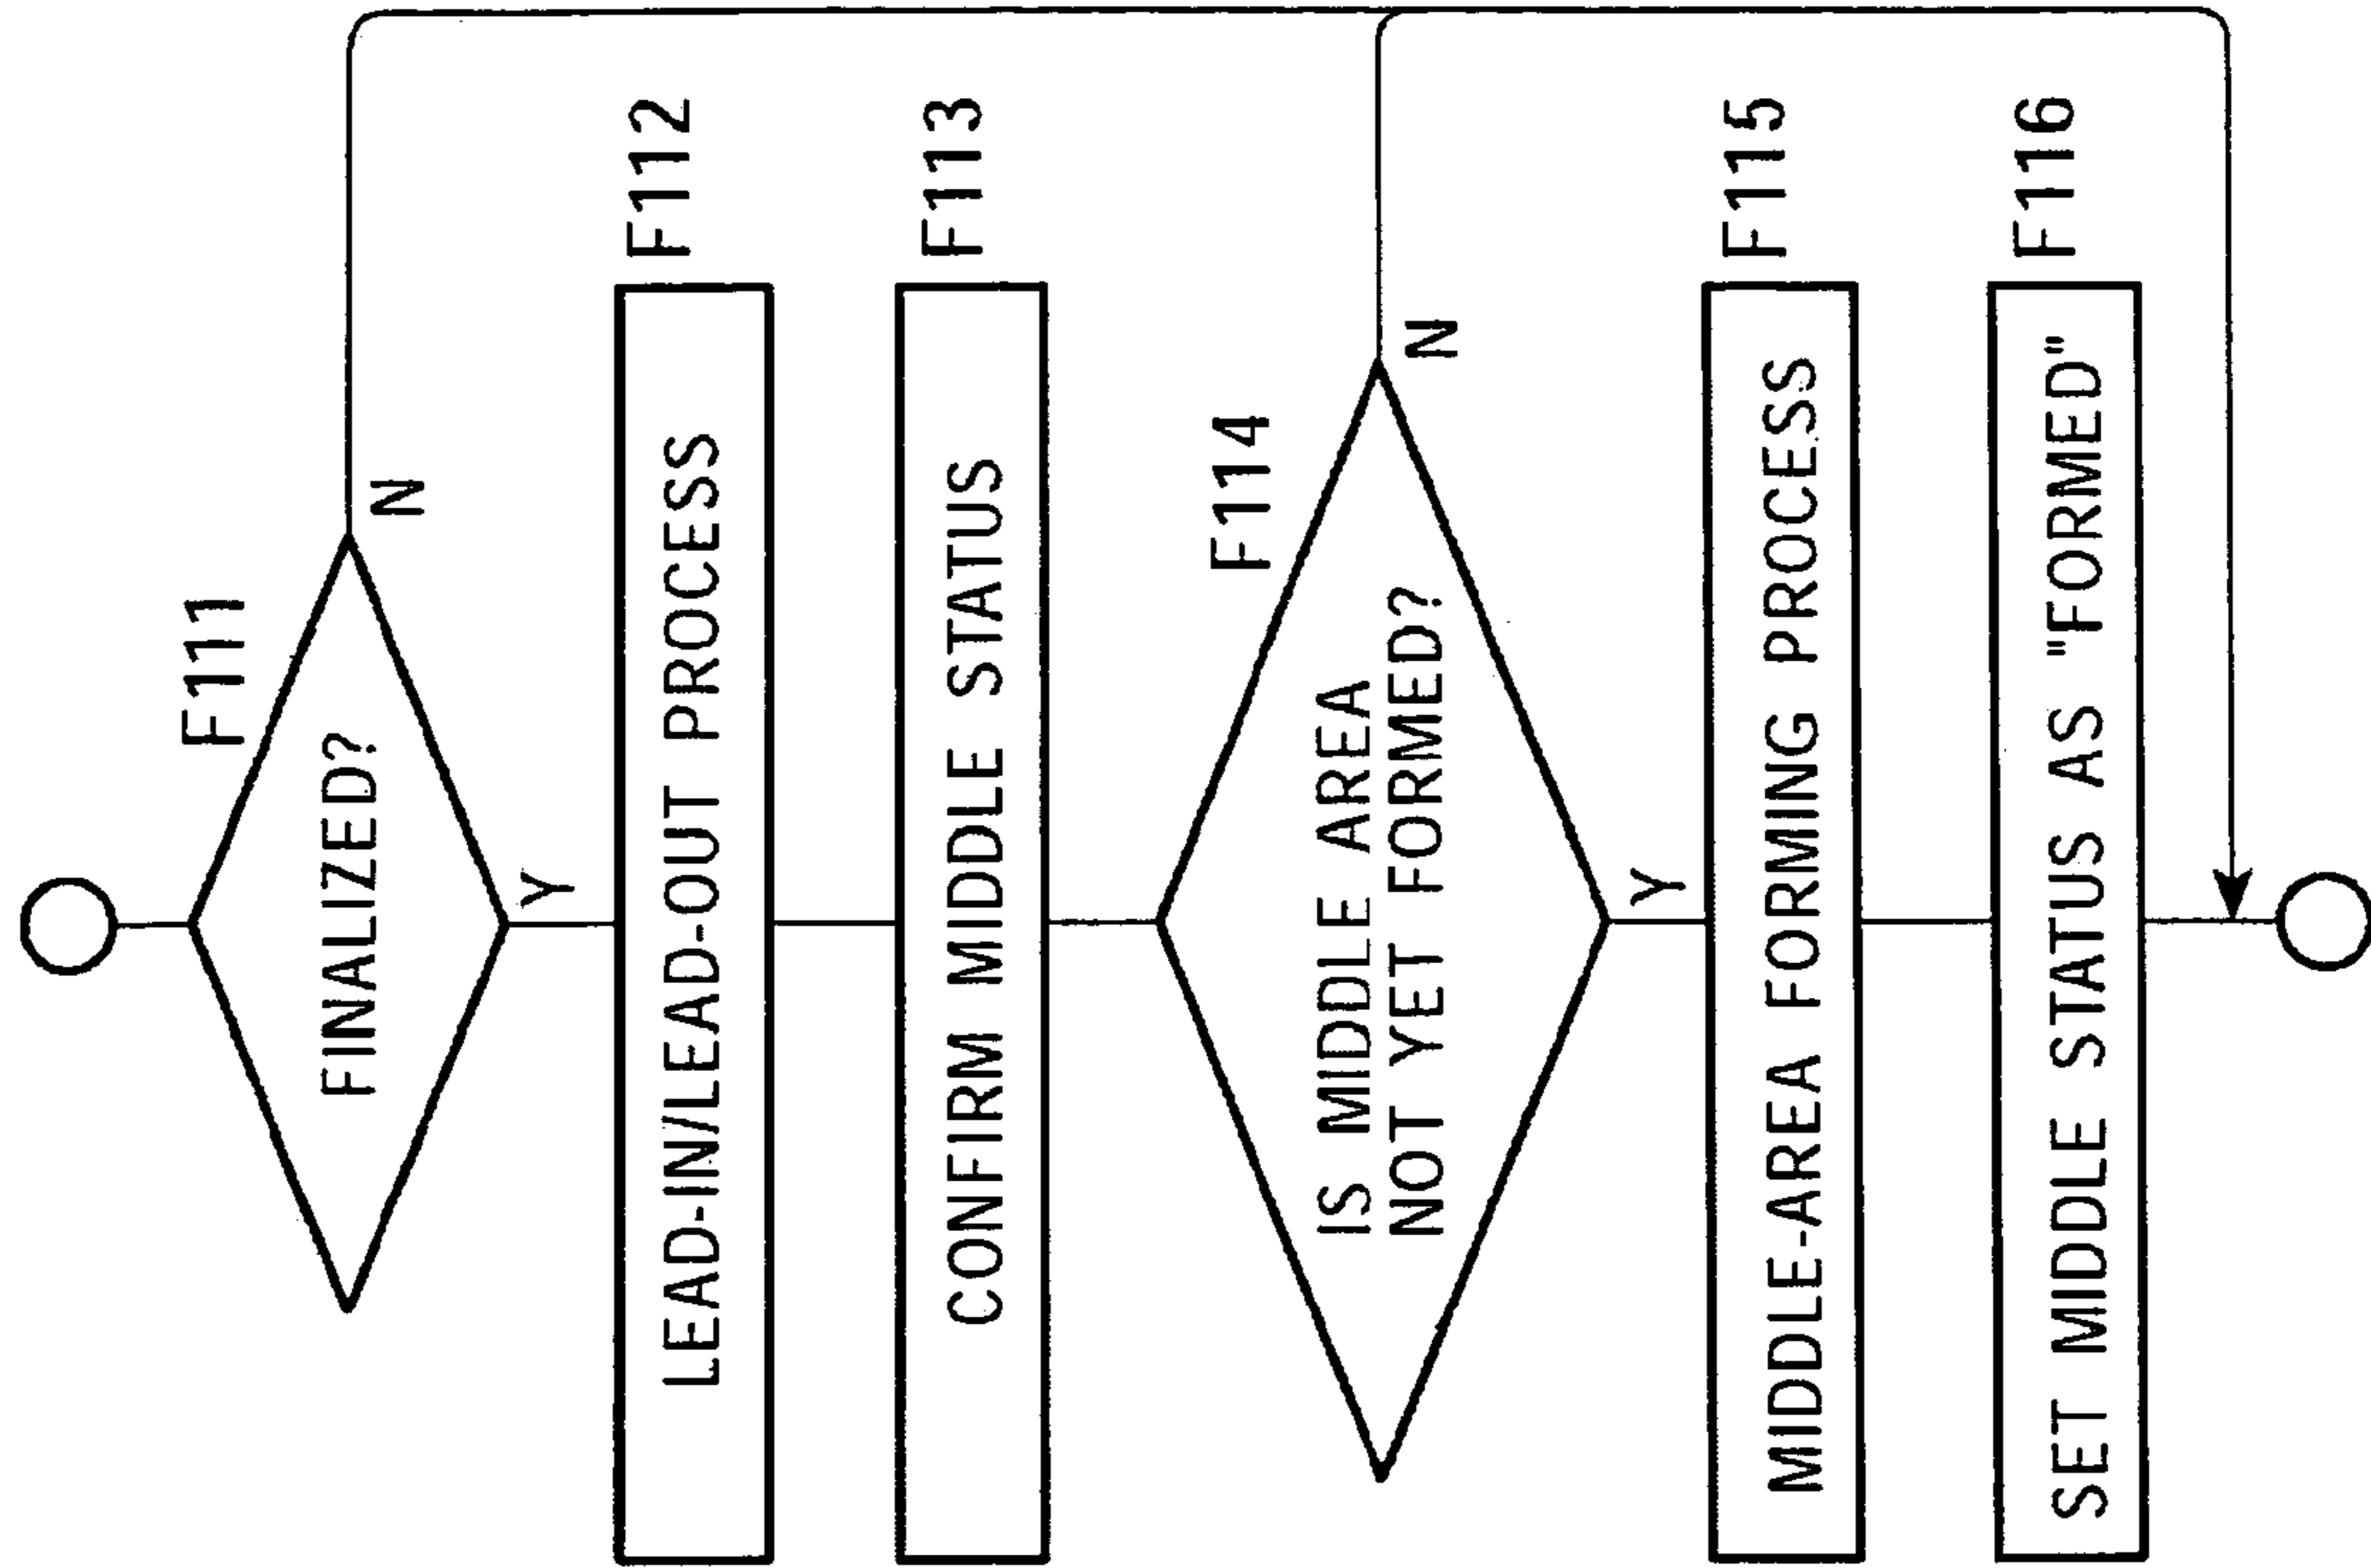 F111
FINALIZED?
N
Y
F112
LEAD-IN/LEAD-OUT PROCESS
F113
CONFIRM MIDDLE STATUS
F114
IS MIDDLE AREA
NOT YET FORMED?
N
Y
F115
MIDDLE-AREA FORMING PROCESS
F116
SET MIDDLE STATUS AS "FORMED"